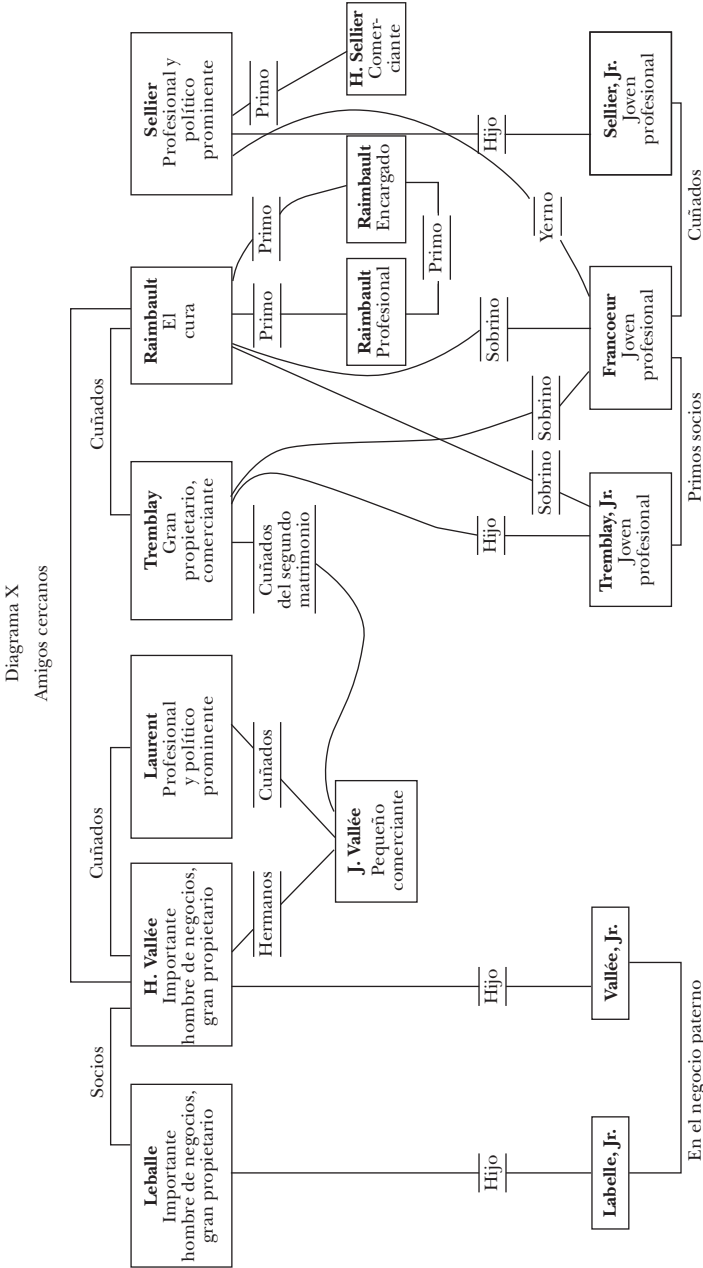 Diagrama X
Amigos cercanos
Socios
Cuñados
Cuñados
Leballe
Importante
hombre de negocios,
gran propietario
H. Vallée
Importante
hombre de negocios,
gran propietario
Laurent
Profesional
y político
prominente
Tremblay
Gran
propietario,
comerciante
Raimbault
El
cura
Sellier
Profesional y
político
prominente
Hermanos
Cuñados
Cuñados
del segundo
matrimonio
Primo
Primo
Primo
J. Vallée
Pequeño
comerciante
Raimbault
Profesional
Raimbault
Encargado
H. Sellier
Comer-
ciante
Primo
Hijo
Hijo
Hijo
Sobrino
Sobrino
Sobrino
Yerno
Hijo
Labelle, Jr.
Vallée, Jr.
Tremblay, Jr.
Joven
profesional
Francoeur
Joven
profesional
Sellier, Jr.
Joven
profesional
En el negocio paterno
Primos socios
Cuñados